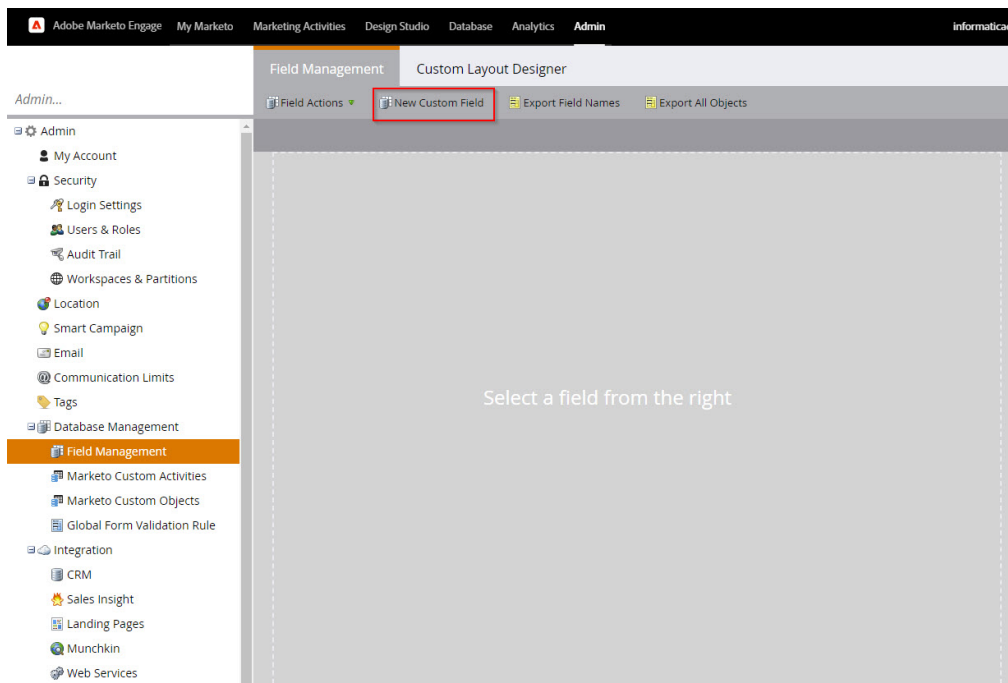 Adobe Marketo Engage My Marketo Marketing Activities Design Studio Database Analytics Admin informatica
Field Management Custom Layout Designer
Admin...
Field Actions New Custom Field Export Field Names Export All Objects
Admin
My Account
Security
Login Settings
Users & Roles
Audit Trail
Workspaces & Partitions
Location
Smart Campaign
Email
Communication Limits
Select a field from the right
Tags
Database Management
Field Management
Marketo Custom Activities
Marketo Custom Objects
Global Form Validation Rule
Integration
CRM
Sales Insight
Landing Pages
Munchkin
Web Services